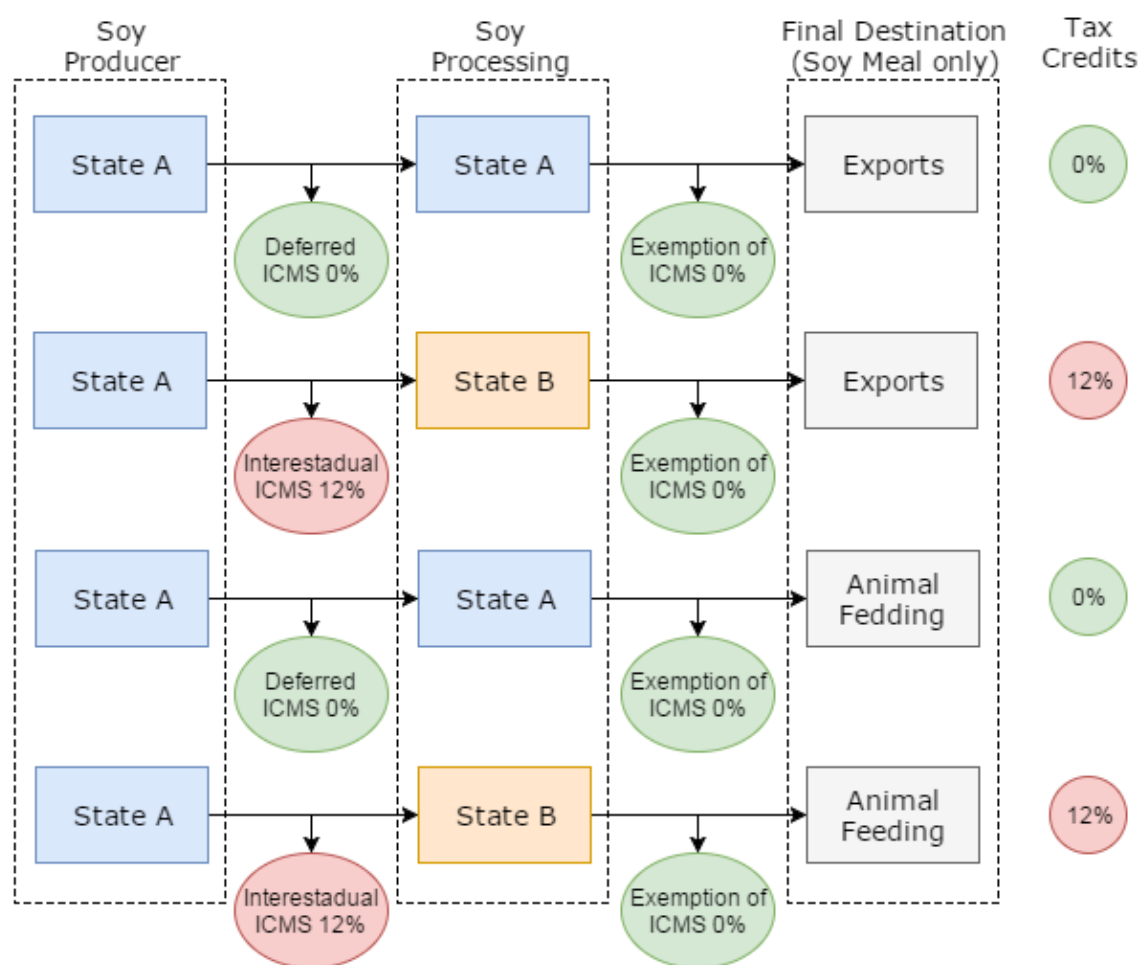 Soy
Producer
Soy
Processing
Final Destination
(Soy Meal only)
Tax
Credits
State A
State A
Exports
0%
Deferred
ICMS 0%
Exemption of
ICMS 0%
State A
State B
Exports
12%
Interestadual
ICMS 12%
Exemption of
ICMS 0%
State A
State A
Animal
Fedding
0%
Deferred
ICMS 0%
Exemption of
ICMS 0%
State A
State B
Animal
Feeding
12%
Interestadual
ICMS 12%
Exemption of
ICMS 0%